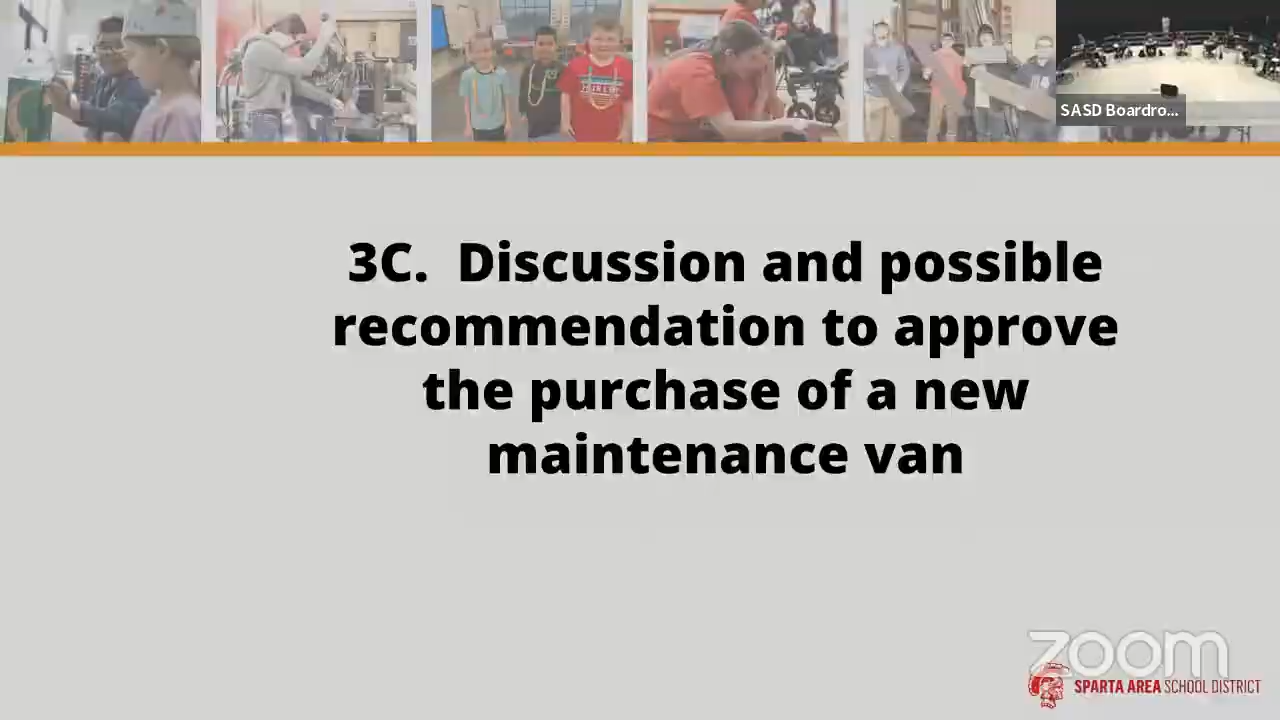 SASD Boardro...
3C. Discussion and possible
recommendation to approve
the purchase of a new
maintenance van
zoom
SPARTA AREA SCHOOL DISTRICT